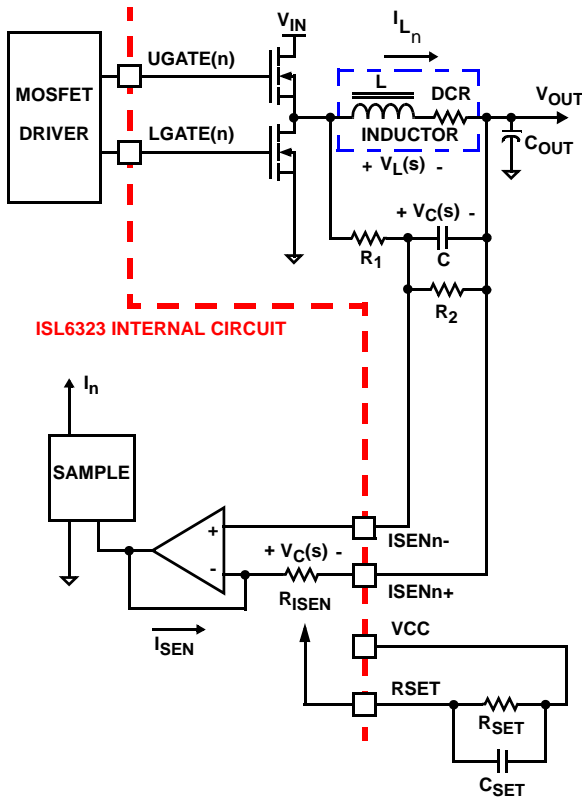 V_IN
I_L_n
MOSFET
DRIVER
UGATE(n)
LGATE(n)
L
DCR
INDUCTOR
V_OUT
C_OUT
+ V_L(s) -
+ V_C(s) -
R_1
C
R_2
ISL6323 INTERNAL CIRCUIT
I_n
SAMPLE
+
-
+ V_C(s) -
R_ISEN
I_SEN
ISENn-
ISENn+
VCC
RSET
R_SET
C_SET